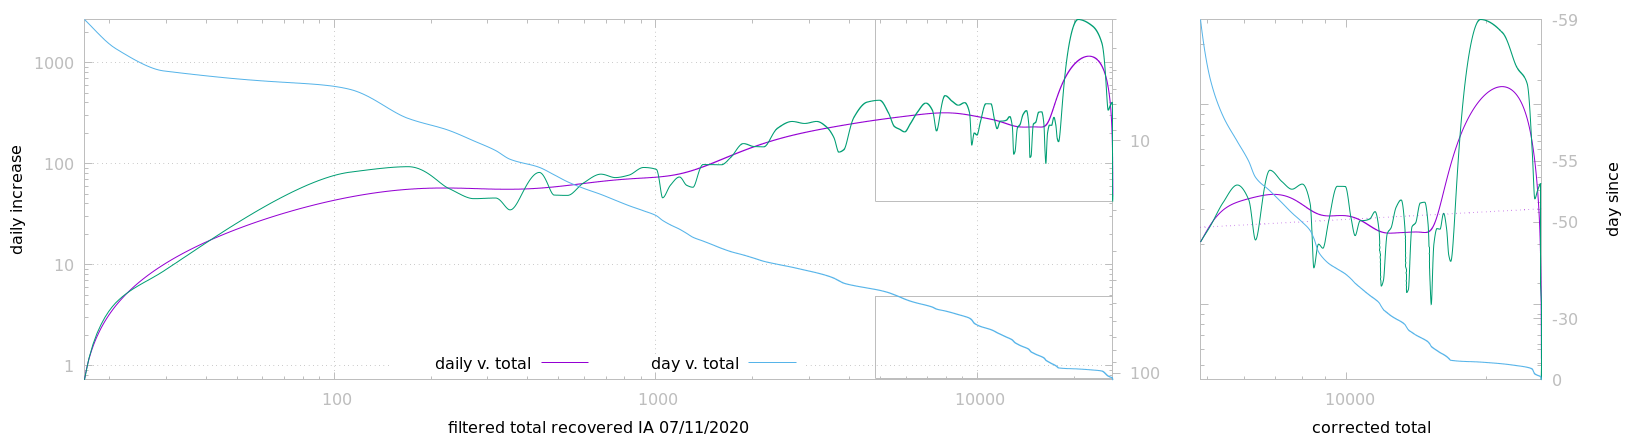 daily increase
1000
100
10
1
daily v. total
day v. total
100
1000
10000
filtered total recovered IA 07/11/2020
10
100
10000
corrected total
-59
-55
-50
-30
0
day since